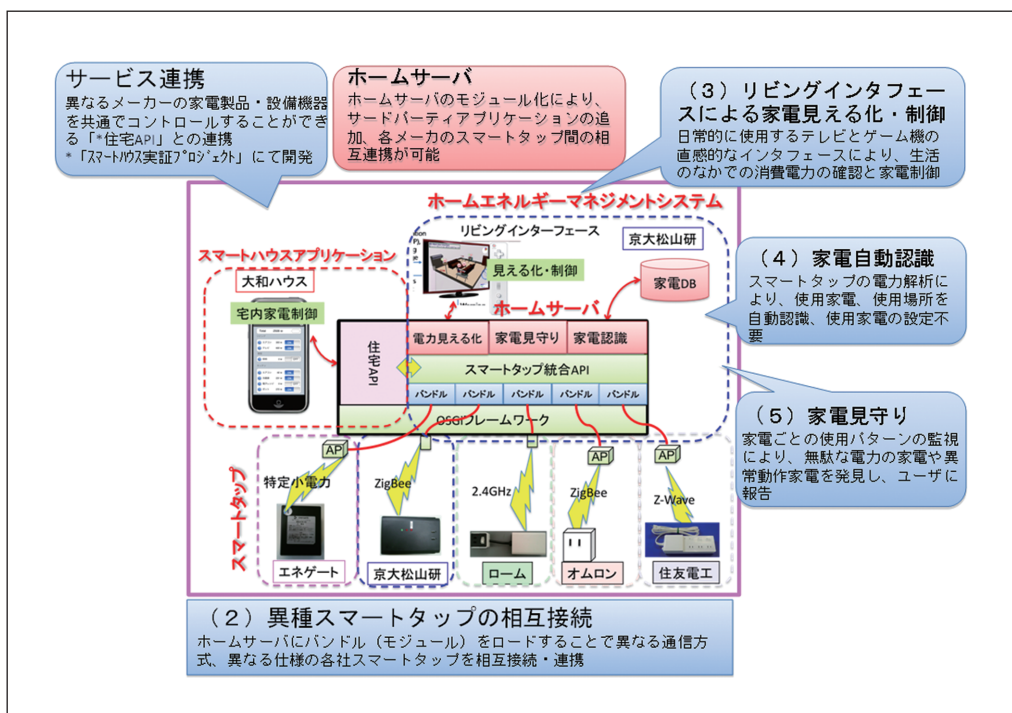 サービス連携
異なるメーカーの家電製品・設備機器
を共通でコントロールすることができ
る「*住宅API」との連携
*「スマートハウス実証プロジェクト」にて開発
ホームサーバ
ホームサーバのモジュール化により、
サードパーティアプリケーションの追
加、各メーカのスマートタップ間の相
互連携が可能
(3)リビングインタフェー
スによる家電見える化・制御
日常的に使用するテレビとゲーム機の
直感的なインタフェースにより、生活
のなかでの消費電力の確認と家電制御
ホームエネルギーマネジメントシステム
リビングインターフェース
京大松山研
見える化・制御
家電DB
スマートハウスアプリケーション
大和ハウス
宅内家電制御
ホームサーバ
住宅API
電力見える化
家電見守り
家電認識
スマートタップ統合API
バンドル
バンドル
バンドル
バンドル
バンドル
OSGIフレームワーク
(4)家電自動認識
スマートタップの電力解析
により、使用家電、使用場所を
自動認識、使用家電の設定不
要
(5)家電見守り
家電ごとの使用パターンの監視
により、無駄な電力の家電や異
常動作家電を発見し、ユーザに
報告
スマートタップ
AP
AP
AP
特定小電力
ZigBee
2.4GHz
ZigBee
Z-Wave
エネゲート
京大松山研
ローム
オムロン
住友電工
(2)異種スマートタップの相互接続
ホームサーバにバンドル(モジュール)をロードすることで異なる通信方
式、異なる仕様の各社スマートタップを相互接続・連携